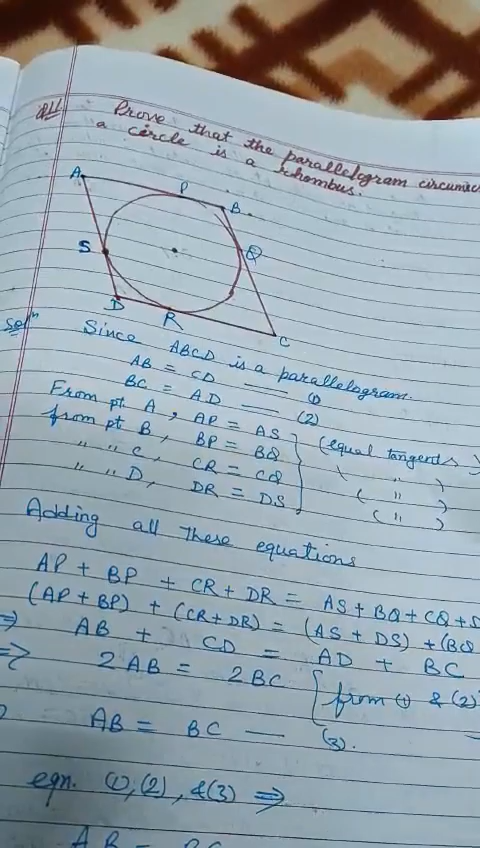 Q11 Prove that the parallelogram circumsc
a circle is a rhombus.
A
P
B
S
Q
D
R
C
Solⁿ Since ABCD is a parallelogram.
AB = CD — (1)
BC = AD — (2)
From pt. A, AP = AS (equal tangents)
from pt B, BP = BQ ( " )
" " C, CR = CQ ( " )
" " D, DR = DS ( " )
Adding all these equations
AP + BP + CR + DR = AS + BQ + CQ +
(AP + BP) + (CR + DR) = (AS + DS) + (BQ
⇒ AB + CD = AD + BC
⇒ 2AB = 2BC {from (1) & (2)
AB = BC — (3).
eqn. (1), (2), & (3) ⇒